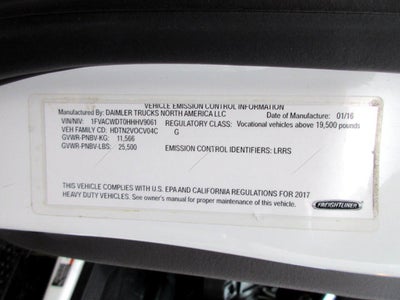 VEHICLE EMISSION CONTROL INFORMATION
Manufactured By: DAIMLER TRUCKS NORTH AMERICA LLC Date of Manufacture: 01/16
VIN/NIV: 1FVACWDT0HHHV9061 REGULATORY CLASS: Vocational vehicles above 19,500 pounds
VEH FAMILY CD: HDTN2VOCV04C G
GVWR-PNBV-KG: 11,566
GVWR-PNBV-LBS: 25,500 EMISSION CONTROL IDENTIFIERS: LRRS
THIS VEHICLE COMPLIES WITH U.S. EPA AND CALIFORNIA REGULATIONS FOR 2017
HEAVY DUTY VEHICLES. See owner's manual for proper maintenance of this vehicle.
FREIGHTLINER